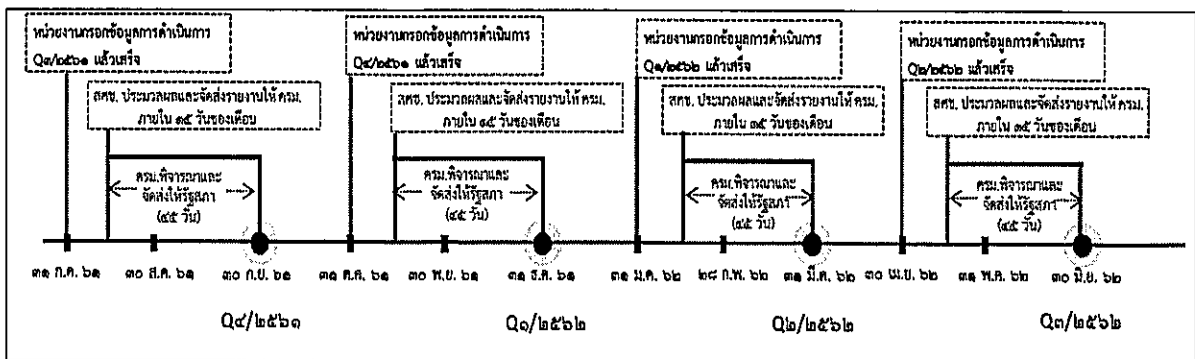 หน่วยงานกรอกข้อมูลการดำเนินการ
Q๓/๒๕๖๑ แล้วเสร็จ
สศช. ประมวลผลและจัดส่งรายงานให้ ครม.
ภายใน ๑๕ วันของเดือน
ครม.พิจารณาและ
จัดส่งให้รัฐสภา
(๔๕ วัน)
หน่วยงานกรอกข้อมูลการดำเนินการ
Q๔/๒๕๖๑ แล้วเสร็จ
สศช. ประมวลผลและจัดส่งรายงานให้ ครม.
ภายใน ๑๕ วันของเดือน
ครม.พิจารณาและ
จัดส่งให้รัฐสภา
(๔๕ วัน)
หน่วยงานกรอกข้อมูลการดำเนินการ
Q๑/๒๕๖๒ แล้วเสร็จ
สศช. ประมวลผลและจัดส่งรายงานให้ ครม.
ภายใน ๑๕ วันของเดือน
ครม.พิจารณาและ
จัดส่งให้รัฐสภา
(๔๕ วัน)
หน่วยงานกรอกข้อมูลการดำเนินการ
Q๒/๒๕๖๒ แล้วเสร็จ
สศช. ประมวลผลและจัดส่งรายงานให้ ครม.
ภายใน ๑๕ วันของเดือน
ครม.พิจารณาและ
จัดส่งให้รัฐสภา
(๔๕ วัน)
๓๑ ก.ค. ๖๑ ๓๐ ส.ค. ๖๑ ๓๐ ก.ย. ๖๑ ๓๑ ต.ค. ๖๑ ๓๐ พ.ย. ๖๑ ๓๑ ธ.ค. ๖๑ ๓๑ ม.ค. ๖๒ ๒๘ ก.พ. ๖๒ ๓๑ มี.ค. ๖๒ ๓๐ เม.ย. ๖๒ ๓๑ พ.ค. ๖๒ ๓๐ มิ.ย. ๖๒
Q๔/๒๕๖๑ Q๑/๒๕๖๒ Q๒/๒๕๖๒ Q๓/๒๕๖๒